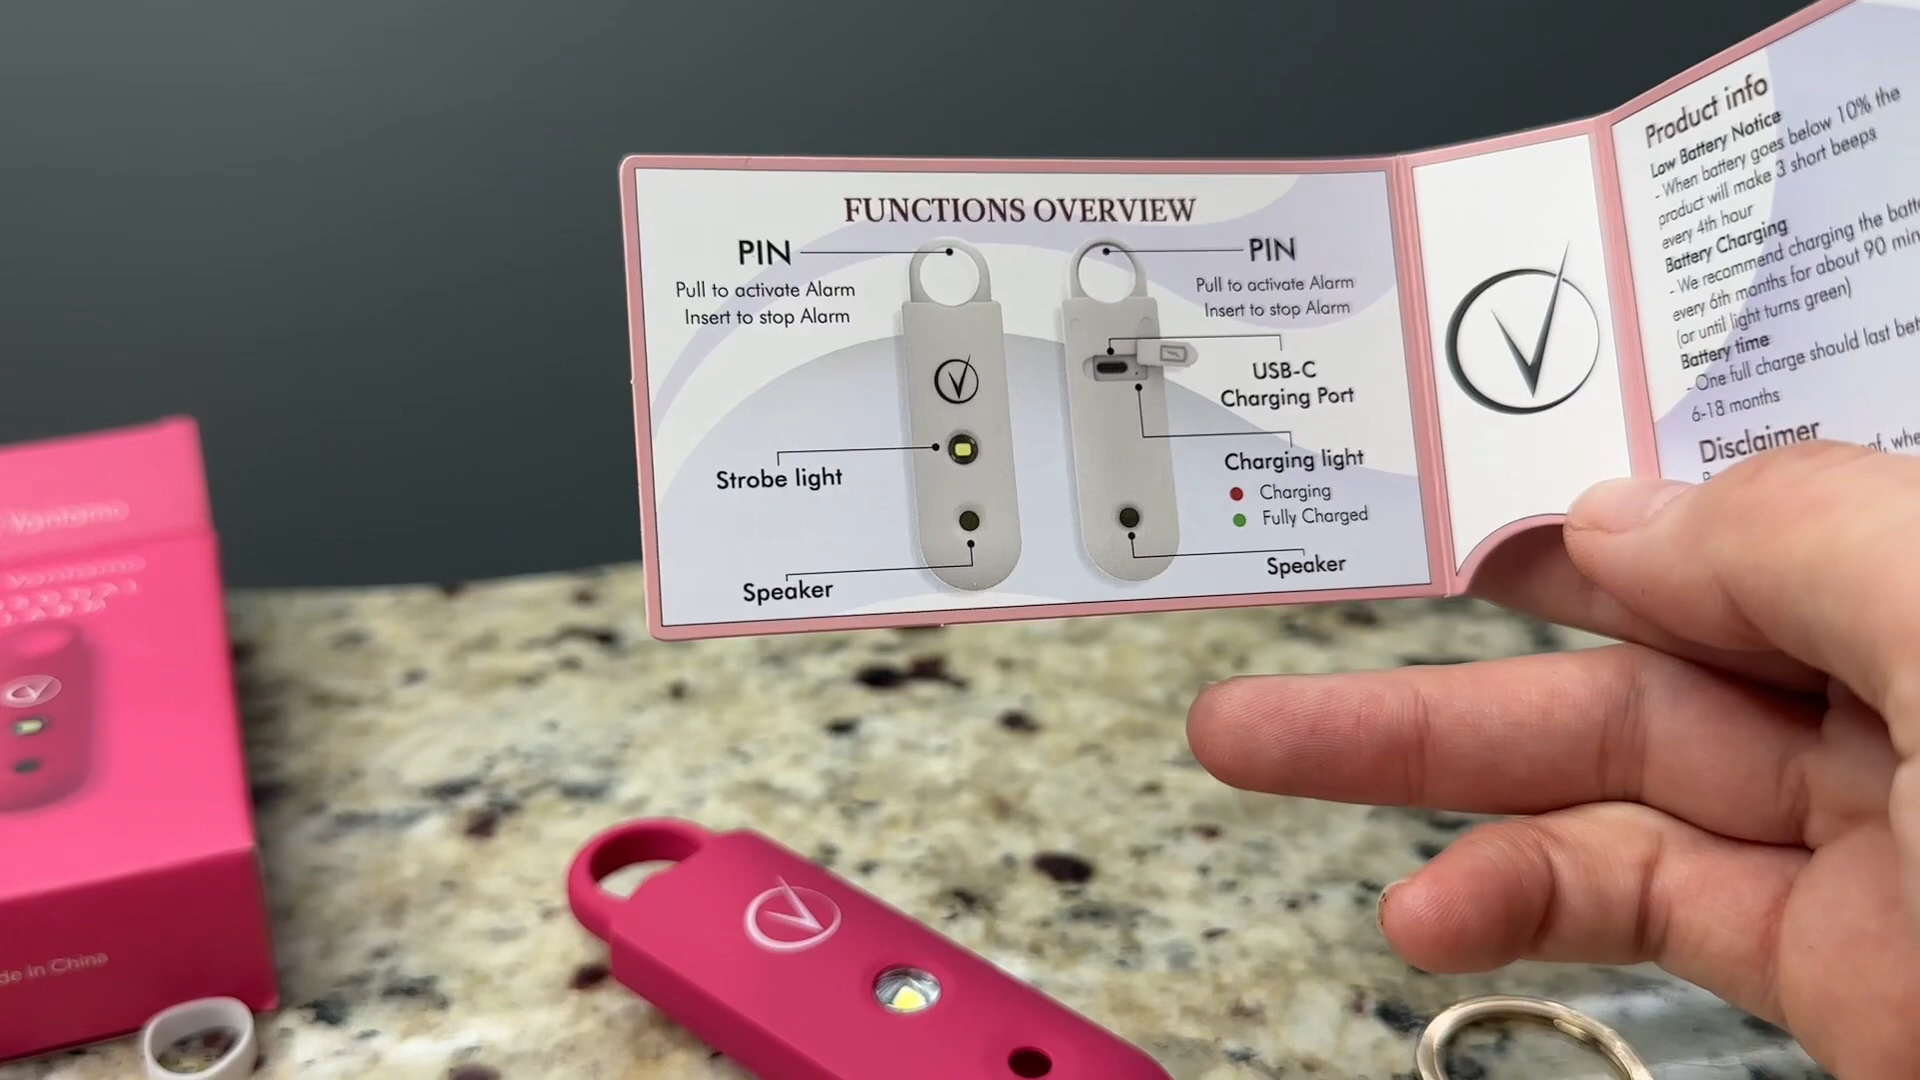 FUNCTIONS OVERVIEW
PIN
Pull to activate Alarm
Insert to stop Alarm
Strobe light
Speaker
PIN
Pull to activate Alarm
Insert to stop Alarm
USB-C
Charging Port
Charging light
Charging
Fully Charged
Speaker
Product info
Low Battery Notice
- When battery goes below 10% the
product will make 3 short beeps
every 4th hour
Battery Charging
- We recommend charging the
every 6th months for about 90
(or until light turns green)
Battery time
- One full charge should last
6-18 months
Disclaimer
Vantamo
Vantamo
in China